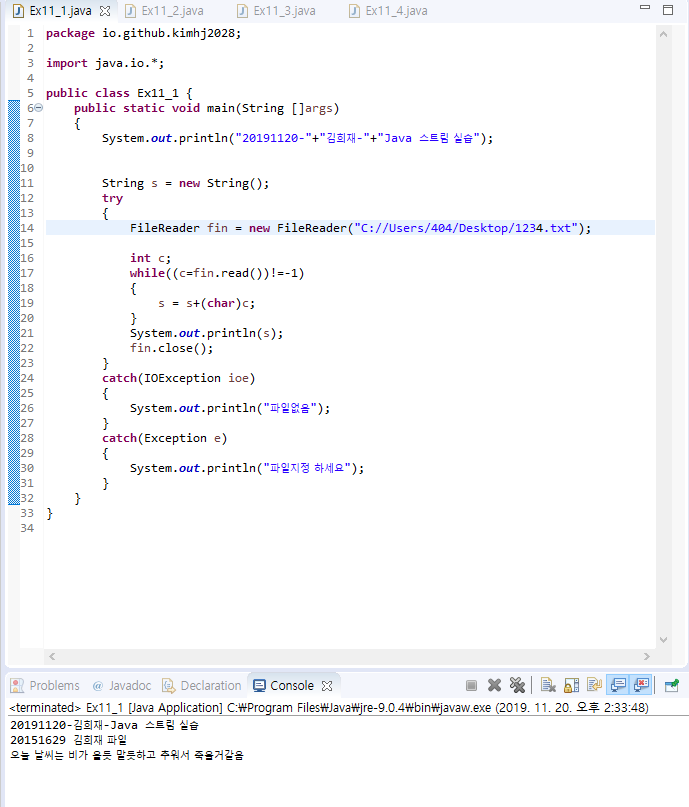 Ex11_1.java Ex11_2.java Ex11_3.java Ex11_4.java
1 package io.github.kimhj2028;
2
3 import java.io.*;
4
5 public class Ex11_1 {
6 public static void main(String []args)
7 {
8 System.out.println("20191120-"+"김희재-"+"Java 스트림 실습");
9
10
11 String s = new String();
12 try
13 {
14 FileReader fin = new FileReader("C://Users/404/Desktop/1234.txt");
15
16 int c;
17 while((c=fin.read())!=-1)
18 {
19 s = s+(char)c;
20 }
21 System.out.println(s);
22 fin.close();
23 }
24 catch(IOException ioe)
25 {
26 System.out.println("파일없음");
27 }
28 catch(Exception e)
29 {
30 System.out.println("파일지정 하세요");
31 }
32 }
33 }
34
Problems @ Javadoc Declaration Console
<terminated> Ex11_1 [Java Application] C:₩Program Files₩Java₩jre-9.0.4₩bin₩javaw.exe (2019. 11. 20. 오후 2:33:48)
20191120-김희재-Java 스트림 실습
20151629 김희재 파일
오늘 날씨는 비가 올듯 말듯하고 추워서 죽을거같음